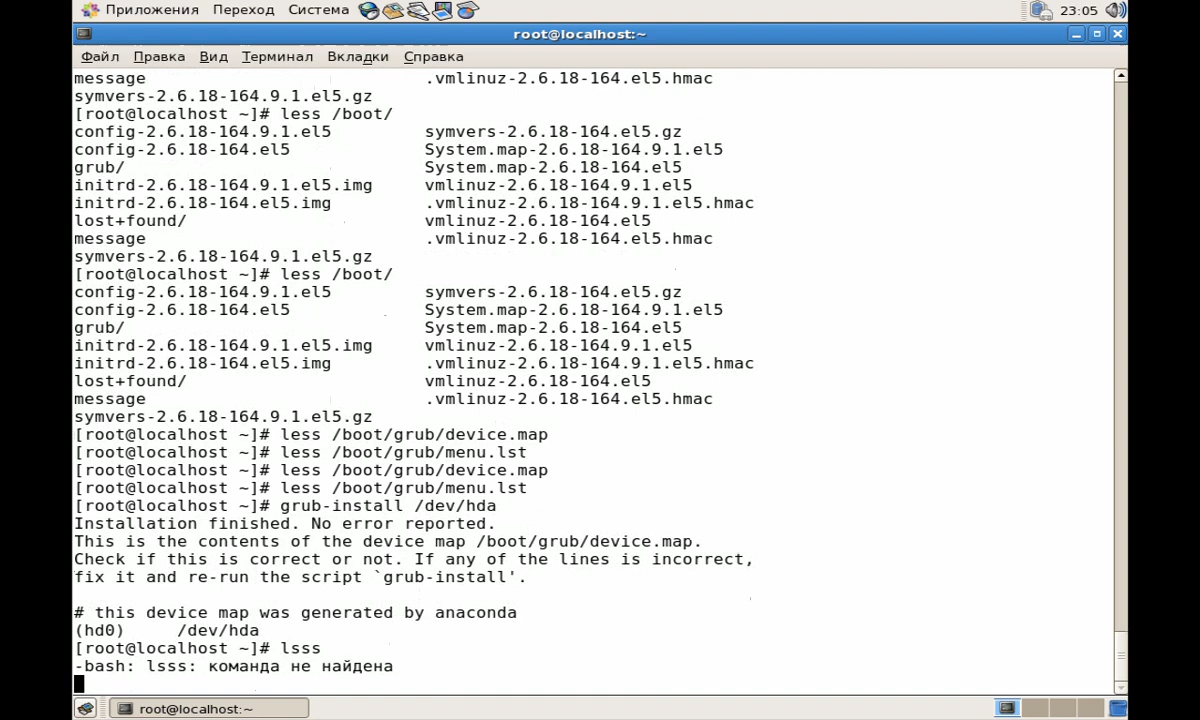 Приложения Переход Система 23:05
root@localhost:~
Файл Правка Вид Терминал Вкладки Справка
message .vmlinuz-2.6.18-164.el5.hmac
symvers-2.6.18-164.9.1.el5.gz
[root@localhost ~]# less /boot/
config-2.6.18-164.9.1.el5 symvers-2.6.18-164.el5.gz
config-2.6.18-164.el5 System.map-2.6.18-164.9.1.el5
grub/ System.map-2.6.18-164.el5
initrd-2.6.18-164.9.1.el5.img vmlinuz-2.6.18-164.9.1.el5
initrd-2.6.18-164.el5.img .vmlinuz-2.6.18-164.9.1.el5.hmac
lost+found/ vmlinuz-2.6.18-164.el5
message .vmlinuz-2.6.18-164.el5.hmac
symvers-2.6.18-164.9.1.el5.gz
[root@localhost ~]# less /boot/
config-2.6.18-164.9.1.el5 symvers-2.6.18-164.el5.gz
config-2.6.18-164.el5 System.map-2.6.18-164.9.1.el5
grub/ System.map-2.6.18-164.el5
initrd-2.6.18-164.9.1.el5.img vmlinuz-2.6.18-164.9.1.el5
initrd-2.6.18-164.el5.img .vmlinuz-2.6.18-164.9.1.el5.hmac
lost+found/ vmlinuz-2.6.18-164.el5
message .vmlinuz-2.6.18-164.el5.hmac
symvers-2.6.18-164.9.1.el5.gz
[root@localhost ~]# less /boot/grub/device.map
[root@localhost ~]# less /boot/grub/menu.lst
[root@localhost ~]# less /boot/grub/device.map
[root@localhost ~]# less /boot/grub/menu.lst
[root@localhost ~]# grub-install /dev/hda
Installation finished. No error reported.
This is the contents of the device map /boot/grub/device.map.
Check if this is correct or not. If any of the lines is incorrect,
fix it and re-run the script `grub-install'.
# this device map was generated by anaconda
(hd0) /dev/hda
[root@localhost ~]# lsss
-bash: lsss: команда не найдена
root@localhost:~